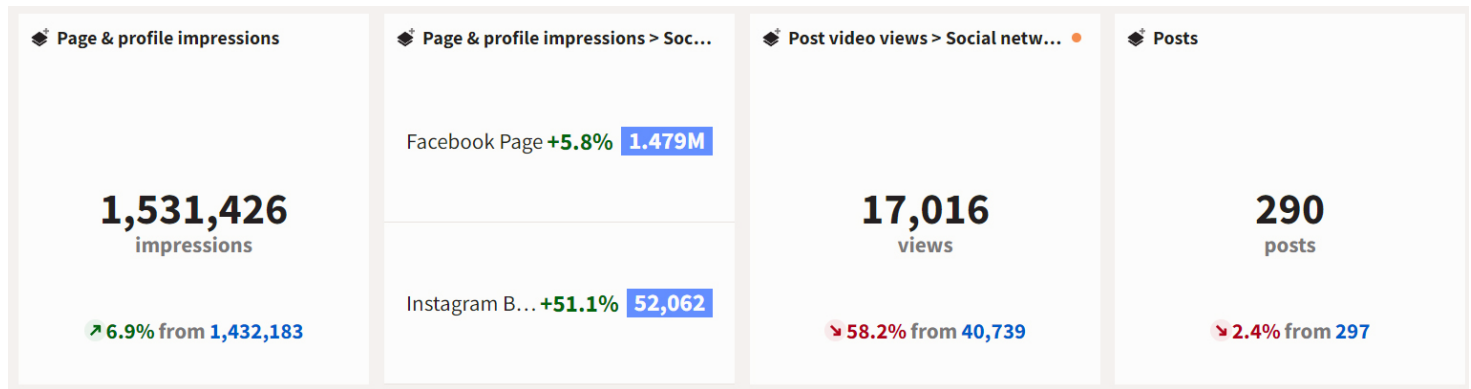 Page & profile impressions
1,531,426
impressions
6.9% from 1,432,183
Page & profile impressions > Soc...
Facebook Page +5.8% 1.479M
Instagram B... +51.1% 52,062
Post video views > Social netw...
17,016
views
58.2% from 40,739
Posts
290
posts
2.4% from 297